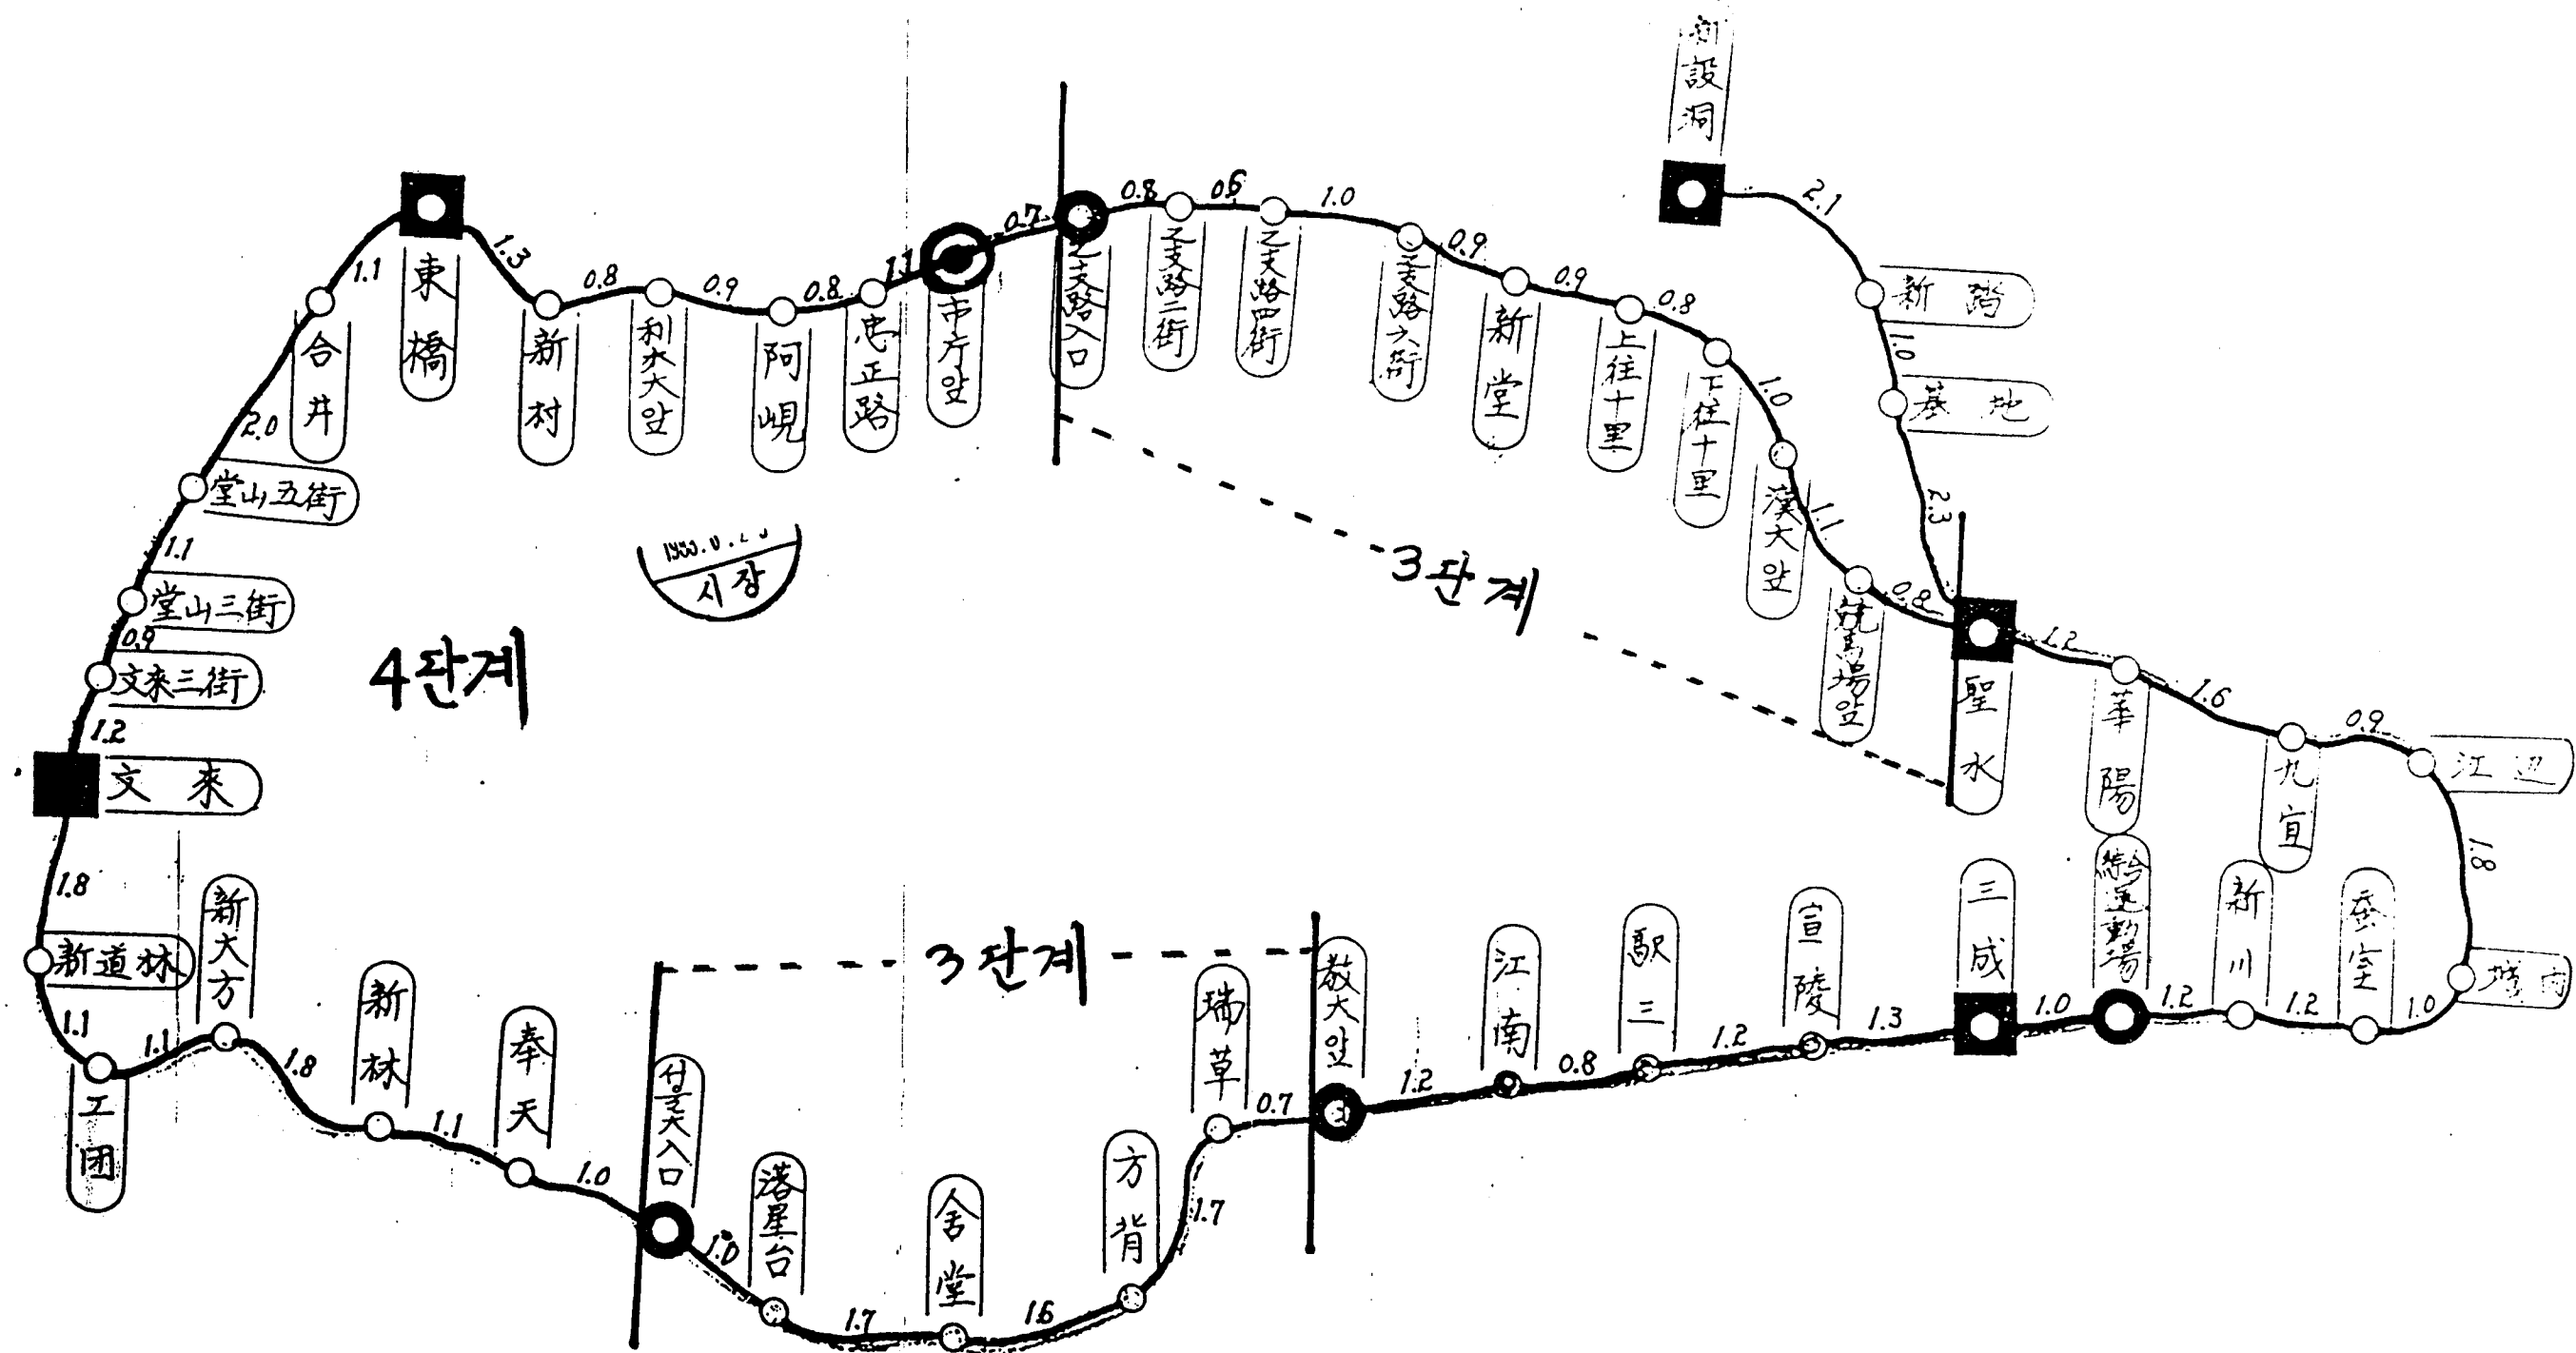 新設洞
2.1
新踏
1.0
基地
2.3
東橋
1.3
新村
0.8
利大大앞
0.9
阿峴
0.8
忠正路
1.1
市庁앞
0.7
乙支路入口
0.8
乙支路二街
0.6
乙支路四街
1.0
乙支路六街
0.9
新堂
0.9
上往十里
0.8
下往十里
1.0
漢大앞
1.1
競馬場앞
0.8
聖水
1.2
華陽
1.6
九宜
0.9
江辺
1.8
城内
1.0
蚕室
1.2
新川
1.2
綜合運動場
1.0
三成
1.3
宣陵
1.2
駅三
0.8
江南
1.2
敎大앞
0.7
瑞草
1.7
方背
1.6
舍堂
1.7
落星台
1.0
서울大入口
1.0
奉天
1.1
新林
1.8
新大方
1.1
工団
1.1
新道林
1.8
文來
1.2
文來三街
0.9
堂山三街
1.1
堂山五街
2.0
合井
1.1
시장
4단계
3단계
3단계